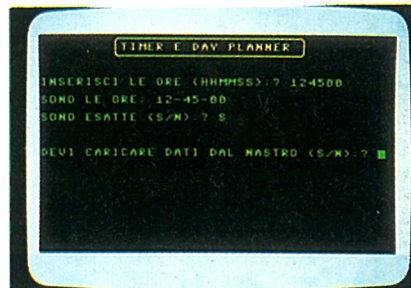 TIMER E DAY PLANNER
INSERISCI LE ORE (HHMMSS):? 124500
SONO LE ORE: 12-45-00
SONO ESATTE (S/N):? S
DEVI CARICARE DATI DAL NASTRO (S/N):?